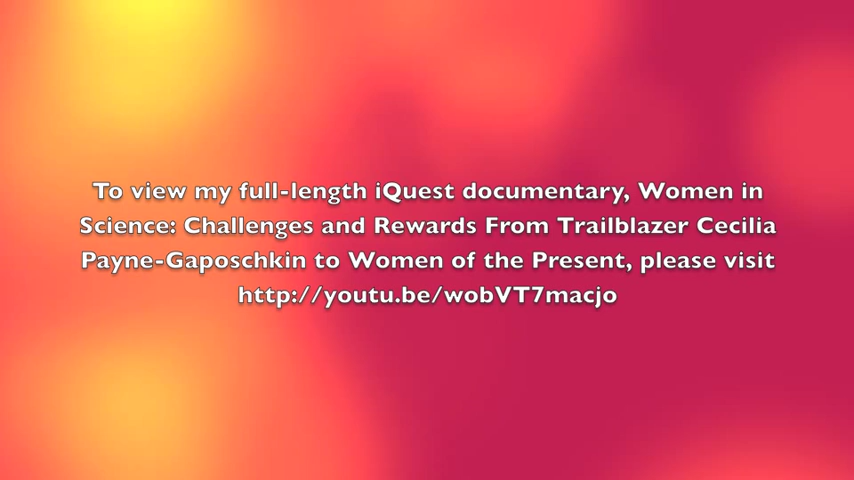 To view my full-length iQuest documentary, Women in
Science: Challenges and Rewards From Trailblazer Cecilia
Payne-Gaposchkin to Women of the Present, please visit
http://youtu.be/wobVT7macjo